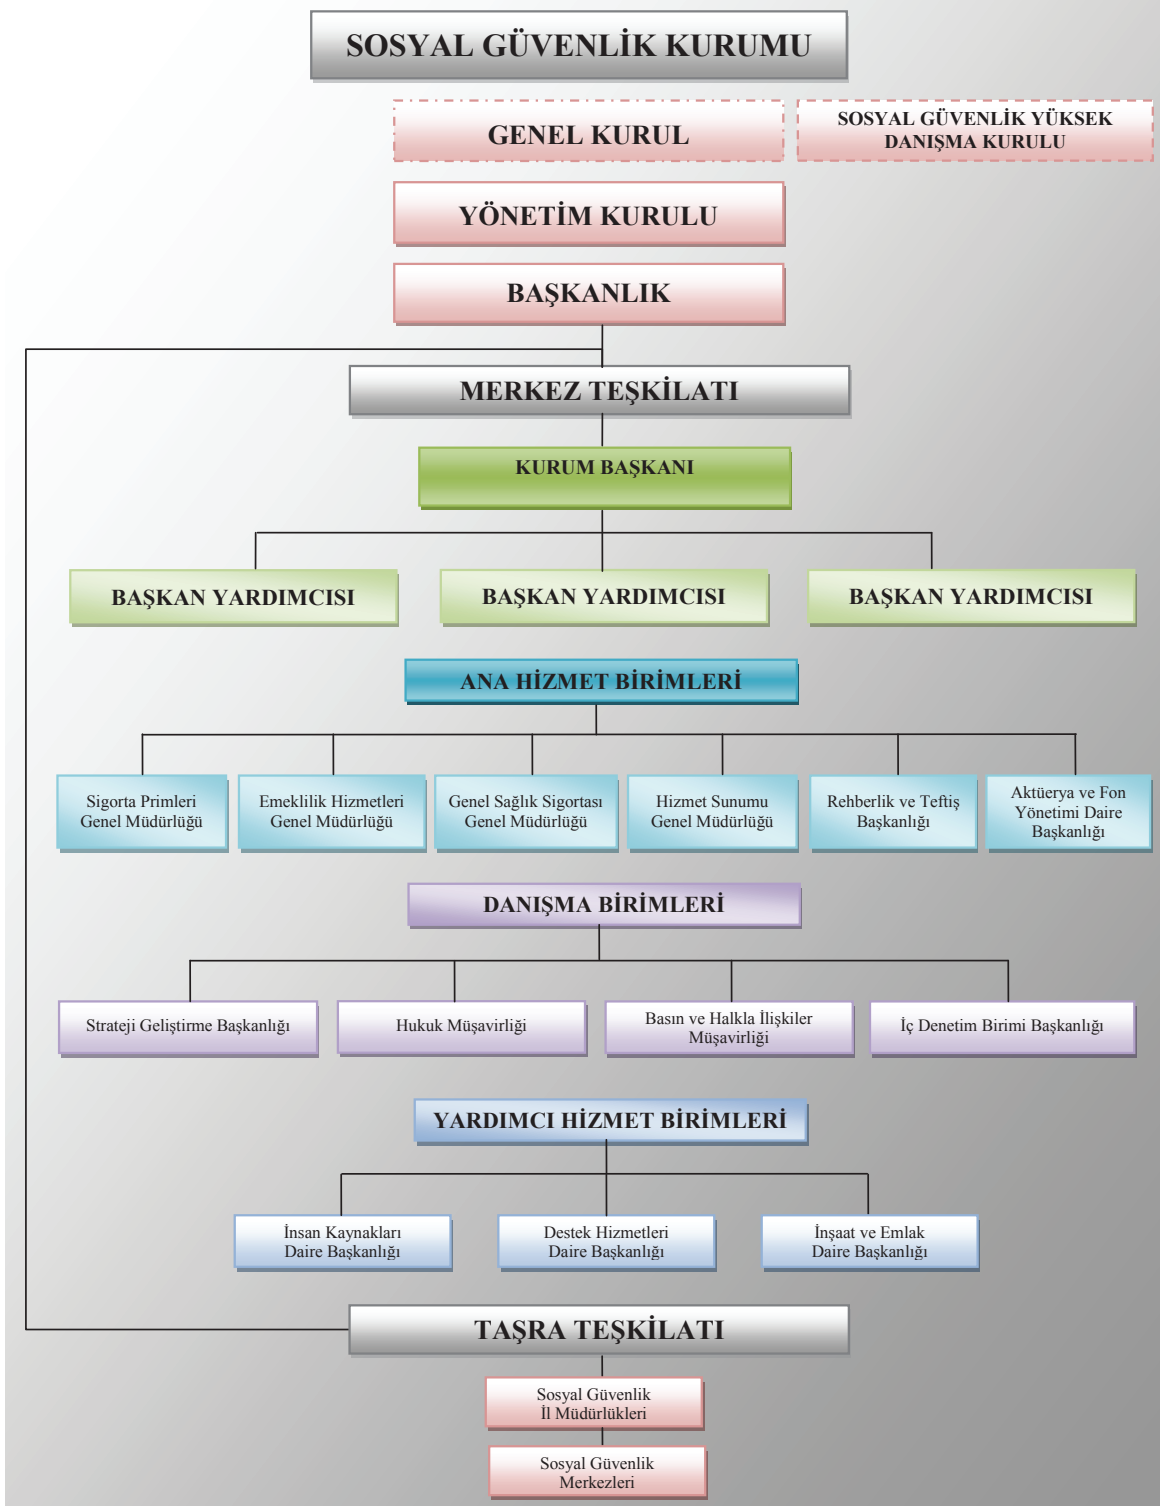 SOSYAL GÜVENLİK KURUMU
GENEL KURUL
SOSYAL GÜVENLİK YÜKSEK
DANIŞMA KURULU
YÖNETİM KURULU
BAŞKANLIK
MERKEZ TEŞKİLATI
KURUM BAŞKANI
BAŞKAN YARDIMCISI
BAŞKAN YARDIMCISI
BAŞKAN YARDIMCISI
ANA HİZMET BİRİMLERİ
Sigorta Primleri
Genel Müdürlüğü
Emeklilik Hizmetleri
Genel Müdürlüğü
Genel Sağlık Sigortası
Genel Müdürlüğü
Hizmet Sunumu
Genel Müdürlüğü
Rehberlik ve Teftiş
Başkanlığı
Aktüerya ve Fon
Yönetimi Daire
Başkanlığı
DANIŞMA BİRİMLERİ
Strateji Geliştirme Başkanlığı
Hukuk Müşavirliği
Basın ve Halkla İlişkiler
Müşavirliği
İç Denetim Birimi Başkanlığı
YARDIMCI HİZMET BİRİMLERİ
İnsan Kaynakları
Daire Başkanlığı
Destek Hizmetleri
Daire Başkanlığı
İnşaat ve Emlak
Daire Başkanlığı
TAŞRA TEŞKİLATI
Sosyal Güvenlik
İl Müdürlükleri
Sosyal Güvenlik
Merkezleri